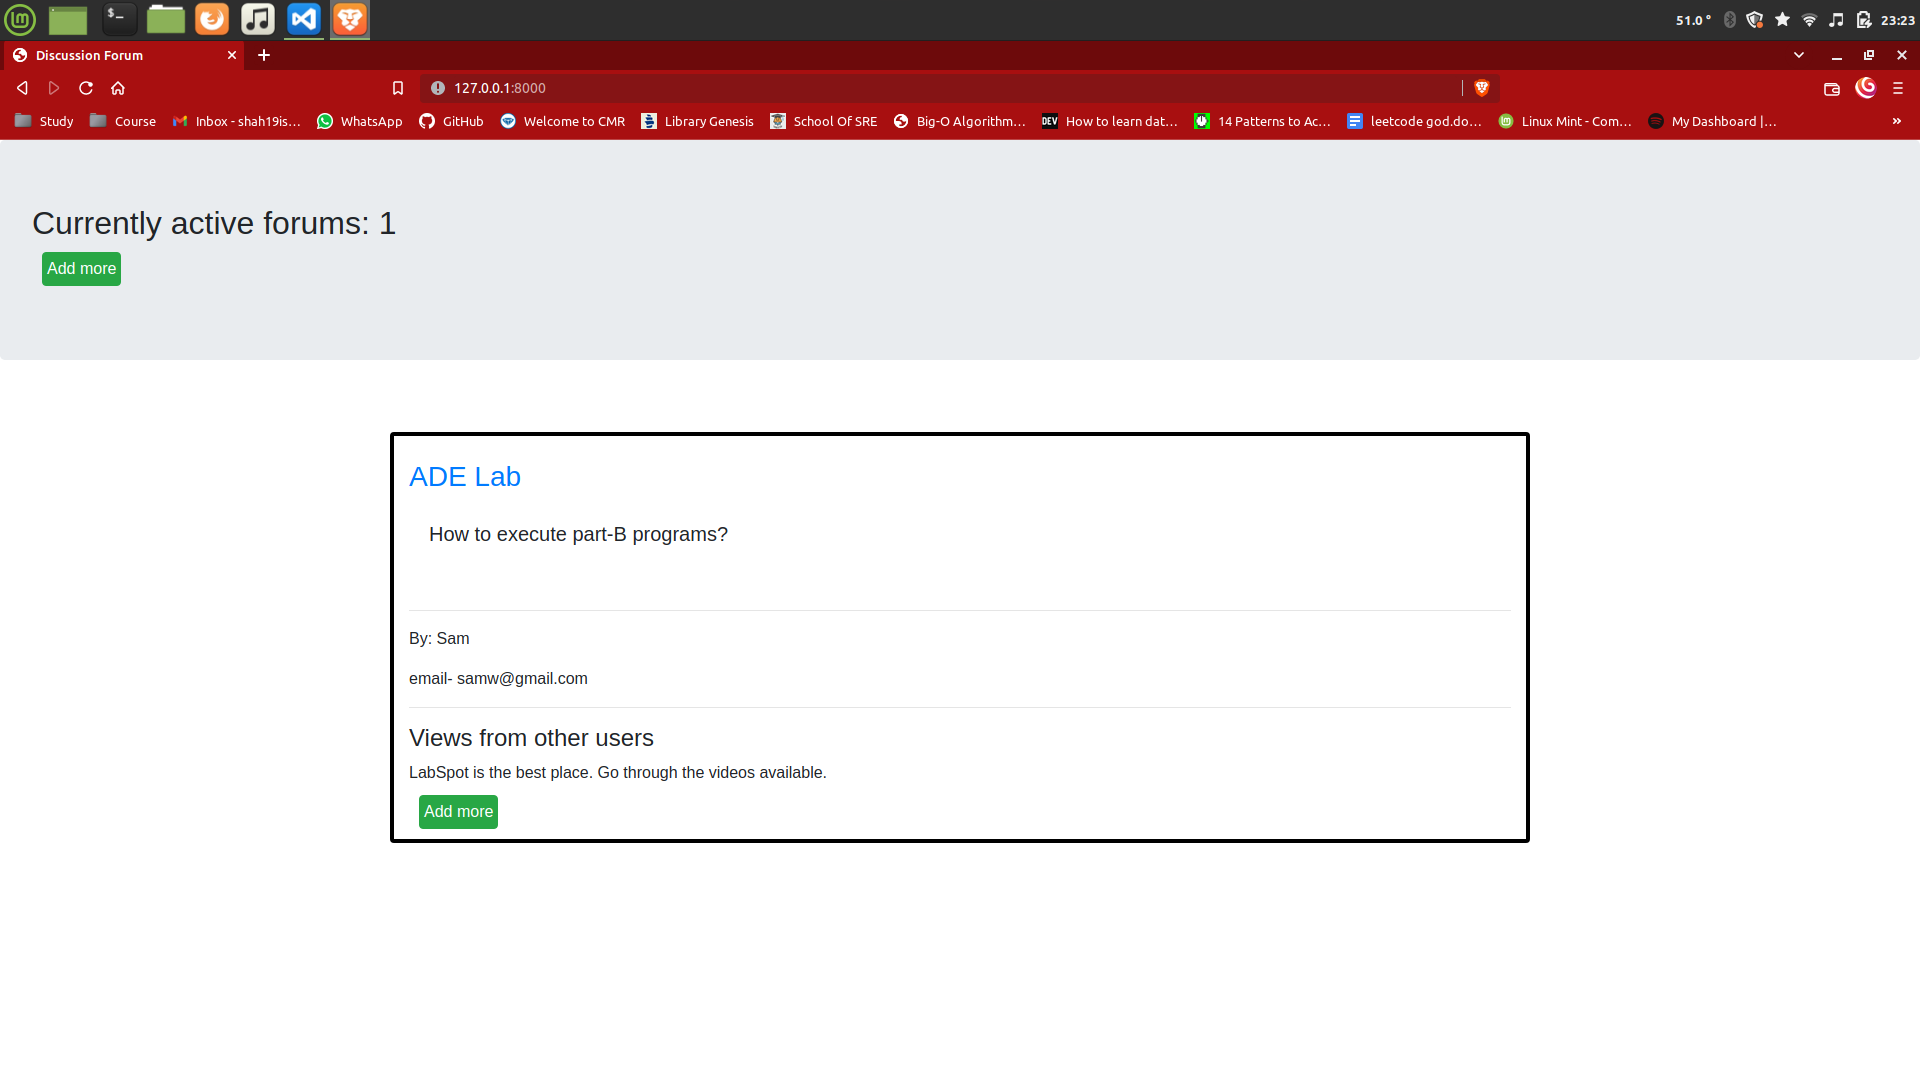 51.0 °
23:23
Discussion Forum
127.0.0.1:8000
Study Course Inbox - shah19is... WhatsApp GitHub Welcome to CMR Library Genesis School Of SRE Big-O Algorithm... DEV How to learn dat... 14 Patterns to Ac... leetcode god.do... Linux Mint - Com... My Dashboard |... »
Currently active forums: 1
Add more
ADE Lab
How to execute part-B programs?
By: Sam
email- samw@gmail.com
Views from other users
LabSpot is the best place. Go through the videos available.
Add more